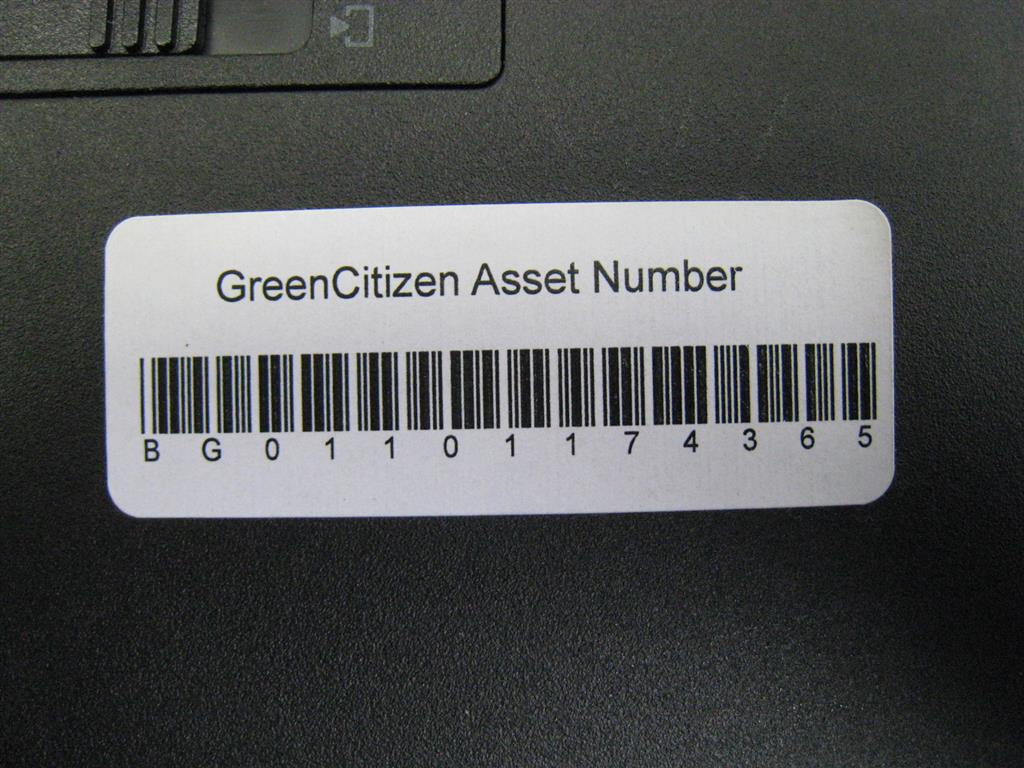 GreenCitizen Asset Number
B G 0 1 1 0 1 1 7 4 3 6 5